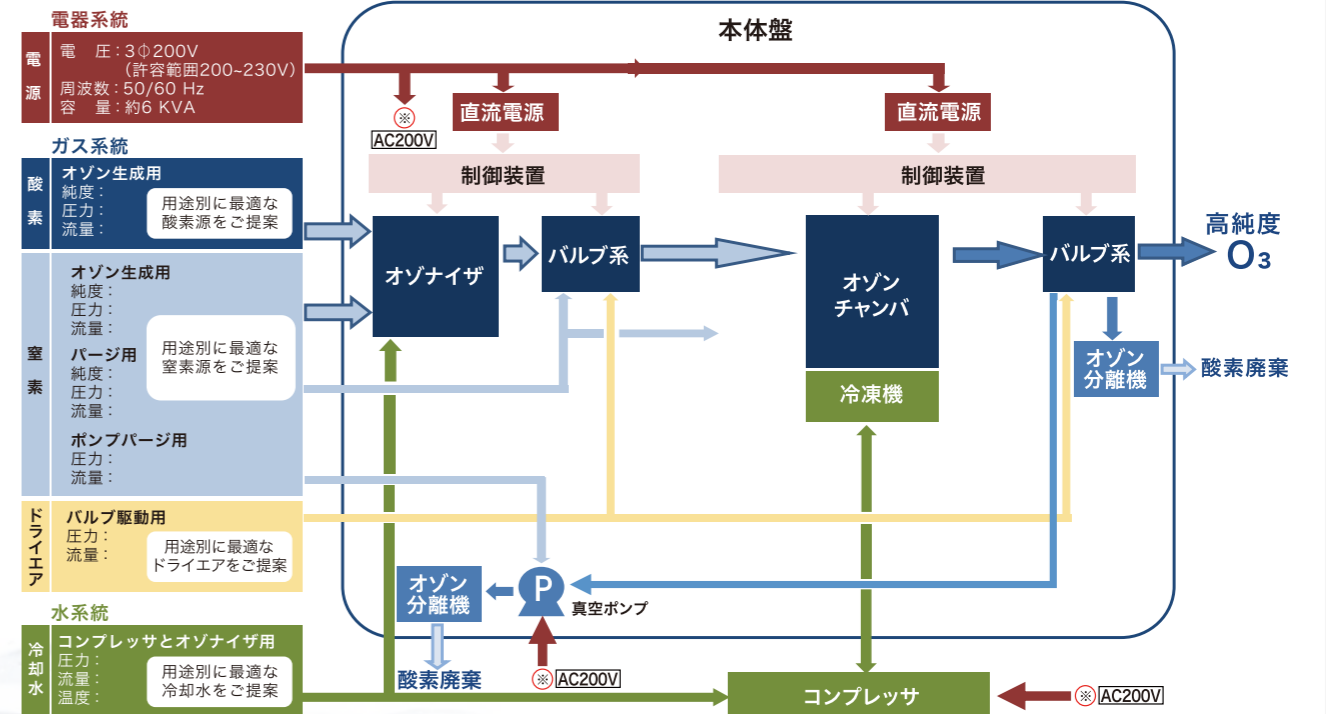 電器系統
電源
電　圧：3Φ200V
(許容範囲200~230V)
周波数：50/60 Hz
容　量：約6 KVA
本体盤
※
AC200V
直流電源
直流電源
制御装置
制御装置
ガス系統
酸素
オゾン生成用
純度：
圧力：
流量：
用途別に最適な
酸素源をご提案
窒素
オゾン生成用
純度：
圧力：
流量：
パージ用
純度：
圧力：
流量：
用途別に最適な
窒素源をご提案
ポンプパージ用
圧力：
流量：
オゾナイザ
バルブ系
オゾン
チャンバ
冷凍機
バルブ系
高純度
O3
オゾン
分離機
酸素廃棄
ドライエア
バルブ駆動用
圧力：
流量：
用途別に最適な
ドライエアをご提案
オゾン
分離機
P
真空ポンプ
酸素廃棄
※AC200V
水系統
冷却水
コンプレッサとオゾナイザ用
圧力：
流量：
温度：
用途別に最適な
冷却水をご提案
コンプレッサ
※AC200V